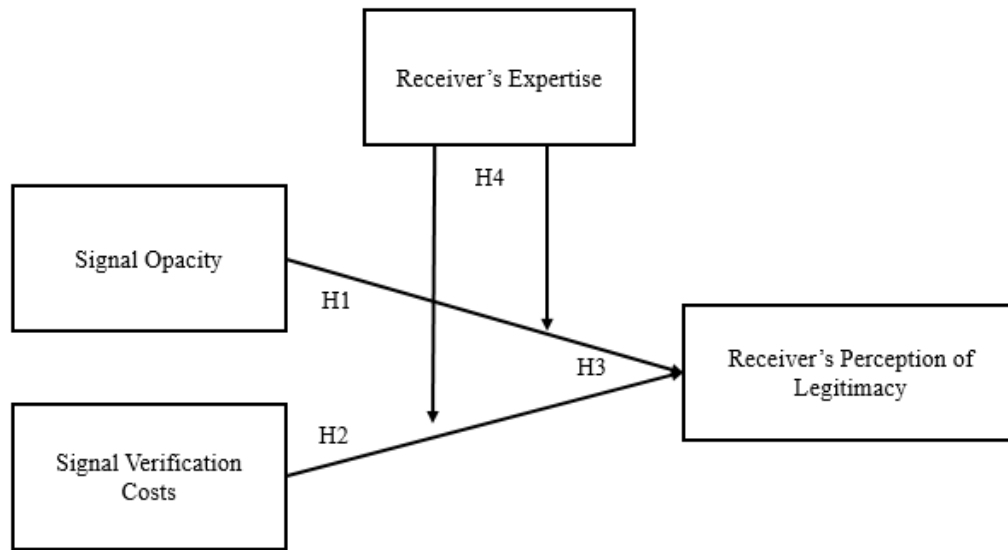 Receiver's Expertise
H4
Signal Opacity
H1
H3
Receiver's Perception of
Legitimacy
H2
Signal Verification
Costs